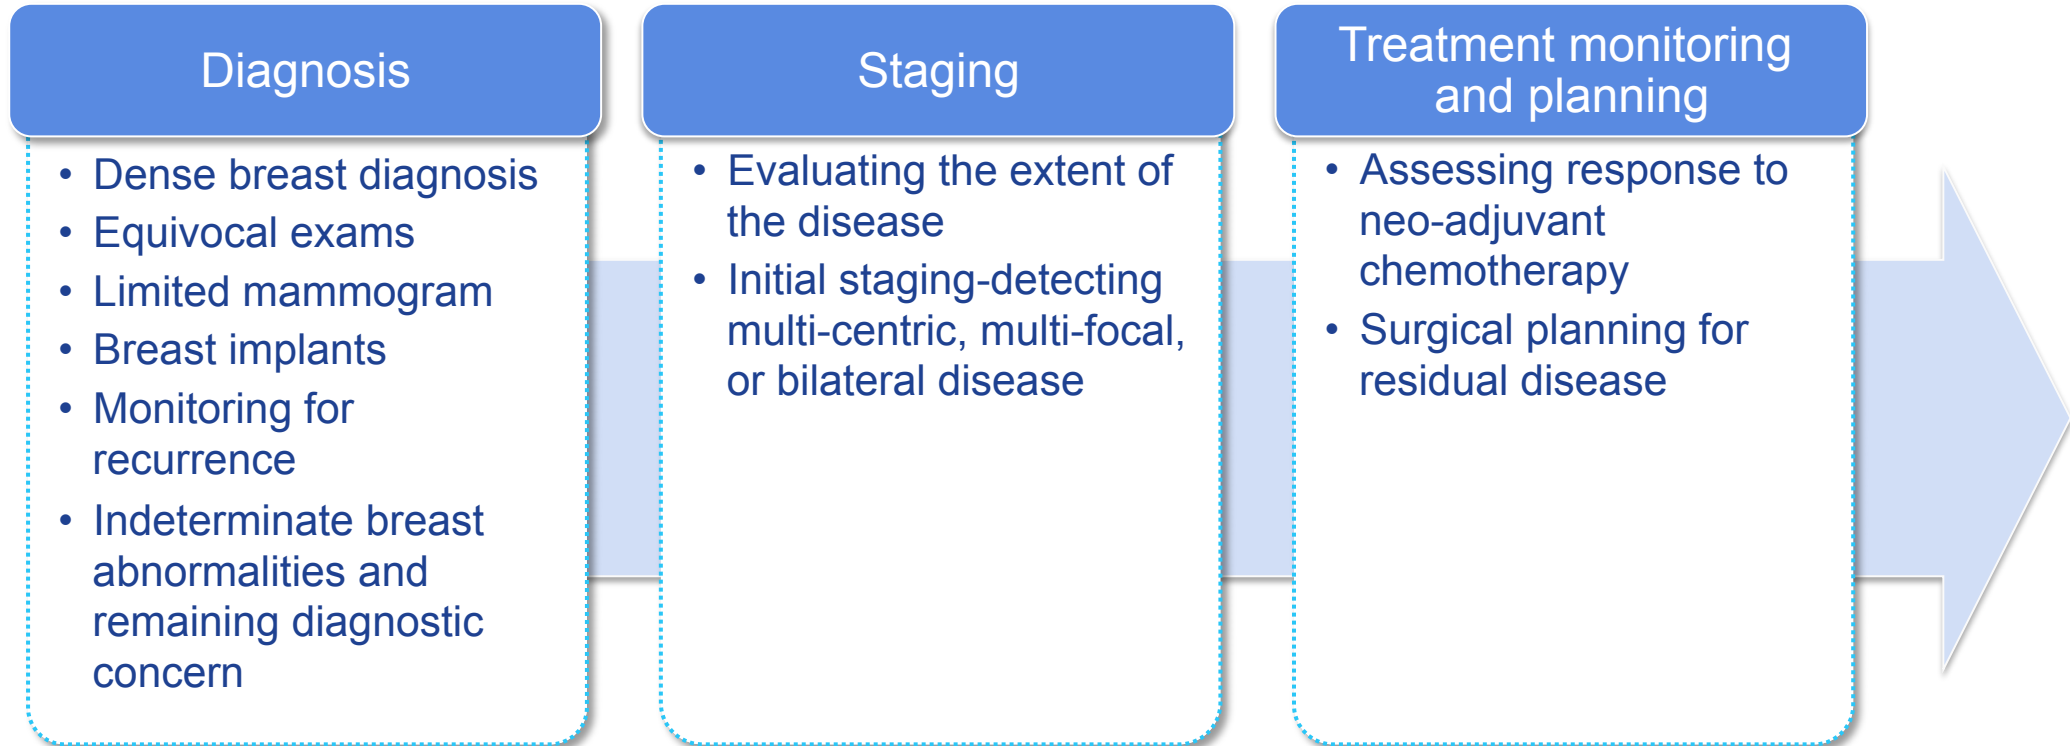 Diagnosis
• Dense breast diagnosis
• Equivocal exams
• Limited mammogram
• Breast implants
• Monitoring for
recurrence
• Indeterminate breast
abnormalities and
remaining diagnostic
concern
Staging
• Evaluating the extent of
the disease
• Initial staging-detecting
multi-centric, multi-focal,
or bilateral disease
Treatment monitoring
and planning
• Assessing response to
neo-adjuvant
chemotherapy
• Surgical planning for
residual disease